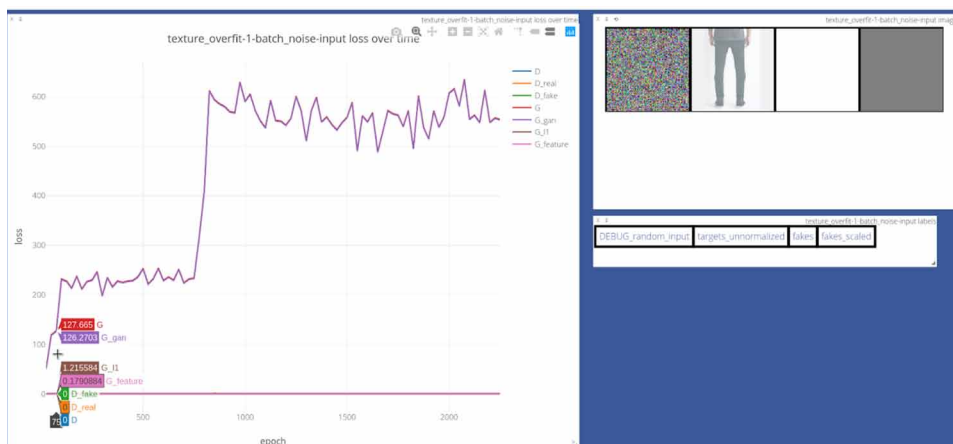 texture_overfit-1-batch_noise-input loss over time
texture_overfit-1-batch_noise-input loss over time
D
D_real
D_fake
G
G_gan
G_l1
G_feature
600
500
400
300
200
100
0
loss
127.665 G
126.2703 G_gan
1.215584 G_l1
0.1790884 G_feature
0 D_fake
0 D_real
0 D
75
500
1000
1500
2000
epoch
texture_overfit-1-batch_noise-input imag
texture_overfit-1-batch_noise-input labels
DEBUG_random_input targets_unnormalized fakes fakes_scaled